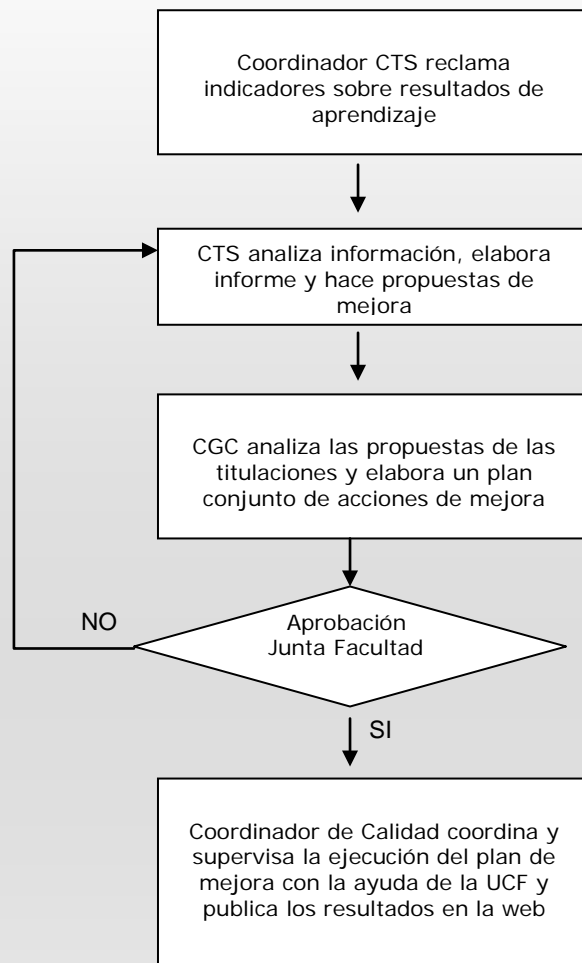 Coordinador CTS reclama
indicadores sobre resultados de
aprendizaje
CTS analiza información, elabora
informe y hace propuestas de
mejora
CGC analiza las propuestas de las
titulaciones y elabora un plan
conjunto de acciones de mejora
NO
Aprobación
Junta Facultad
SI
Coordinador de Calidad coordina y
supervisa la ejecución del plan de
mejora con la ayuda de la UCF y
publica los resultados en la web